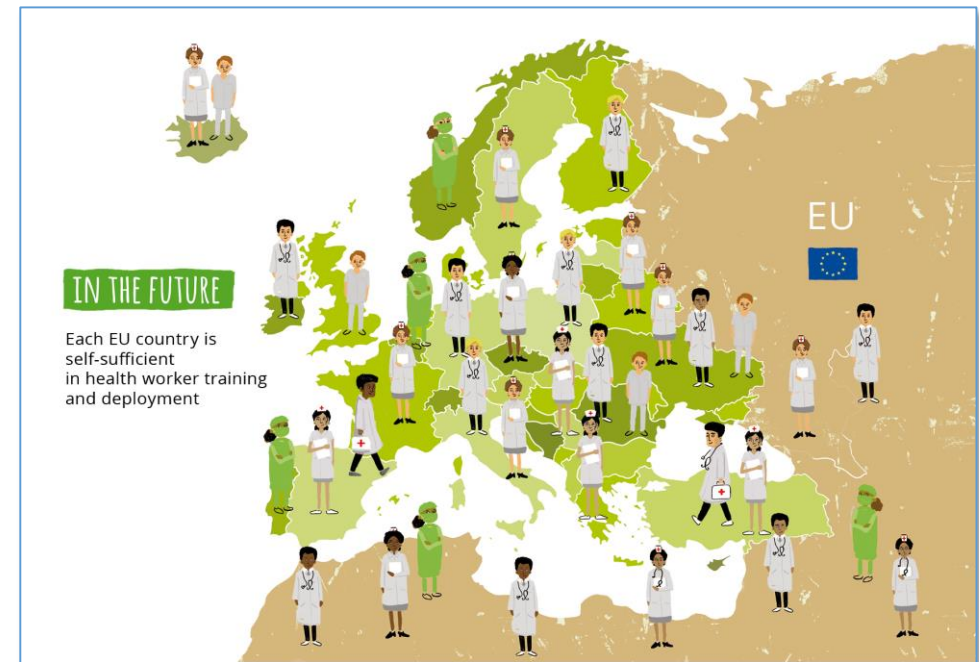 EU
IN THE FUTURE
Each EU country is
self-sufficient
in health worker training
and deployment